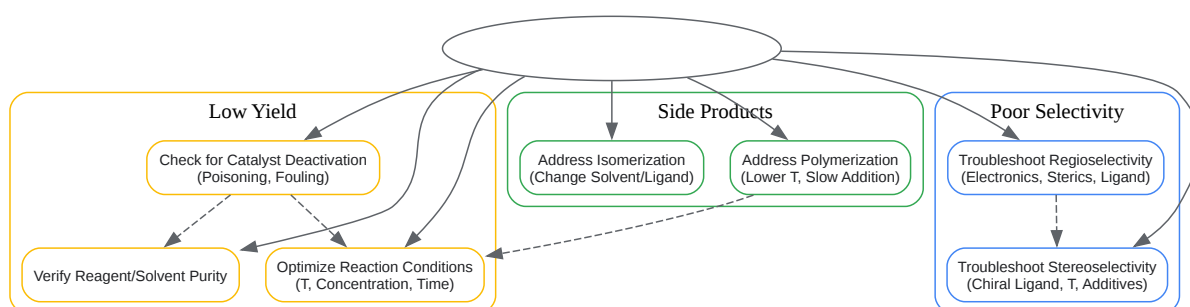 Low Yield
Side Products
Poor Selectivity
Check for Catalyst Deactivation
(Poisoning, Fouling)
Address Isomerization
(Change Solvent/Ligand)
Address Polymerization
(Lower T, Slow Addition)
Troubleshoot Regioselectivity
(Electronics, Sterics, Ligand)
Verify Reagent/Solvent Purity
Optimize Reaction Conditions
(T, Concentration, Time)
Troubleshoot Stereoselectivity
(Chiral Ligand, T, Additives)